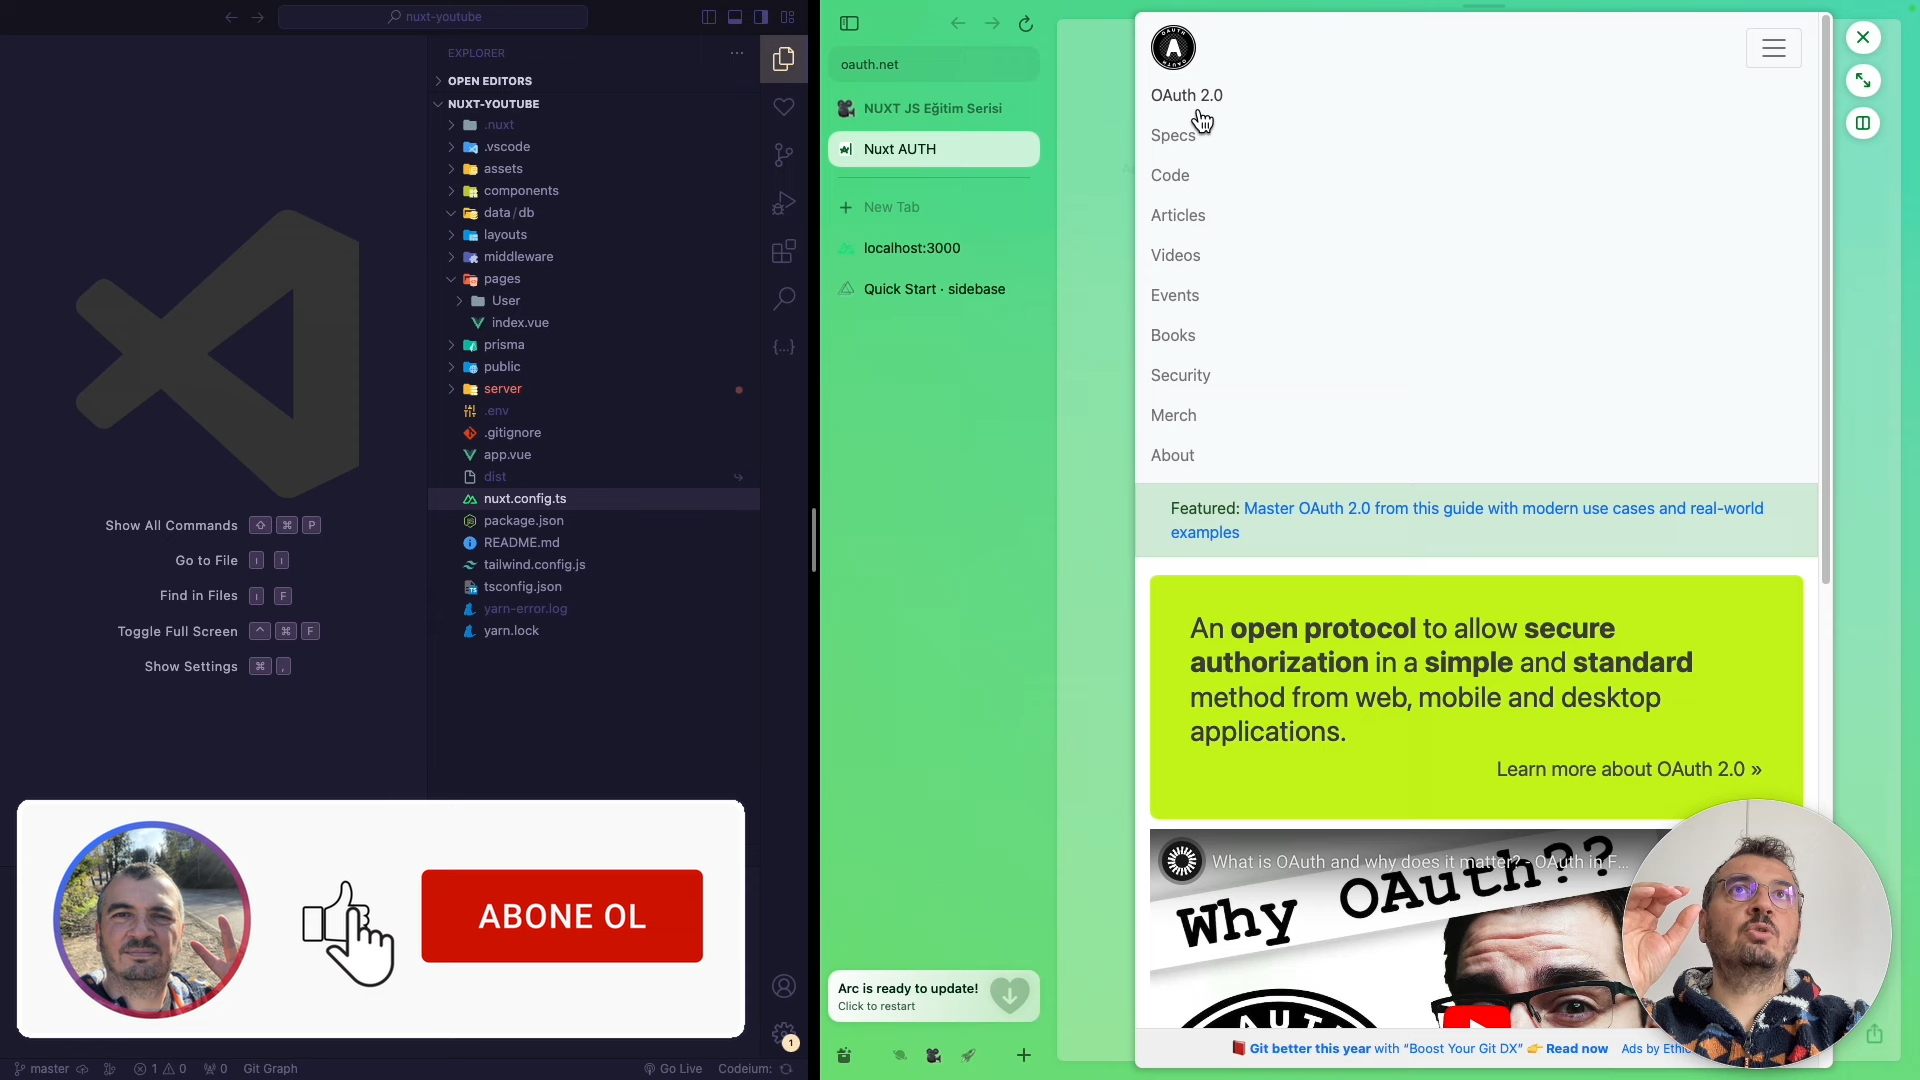 nuxt-youtube
EXPLORER
OPEN EDITORS
NUXT-YOUTUBE
.nuxt
.vscode
assets
components
data / db
layouts
middleware
pages
User
index.vue
prisma
public
server
.env
.gitignore
app.vue
dist
nuxt.config.ts
package.json
README.md
tailwind.config.js
tsconfig.json
yarn-error.log
yarn.lock
Show All Commands ⇧ ⌘ P
Go to File
Find in Files F
Toggle Full Screen ^ ⌘ F
Show Settings ⌘ ,
ABONE OL
1
master
1 0
0
Git Graph
Go Live
Codeium:
oauth.net
NUXT JS Eğitim Serisi
Nuxt AUTH
New Tab
localhost:3000
Quick Start · sidebase
Arc is ready to update!
Click to restart
OAUTH
A
OAUTH
OAuth 2.0
Specs
Code
Articles
Videos
Events
Books
Security
Merch
About
Featured: Master OAuth 2.0 from this guide with modern use cases and real-world
examples
An open protocol to allow secure
authorization in a simple and standard
method from web, mobile and desktop
applications.
Learn more about OAuth 2.0 »
What is OAuth and why does it matter? - OAuth in F...
Why OAuth??
Git better this year with “Boost Your Git DX” 👉 Read now
Ads by